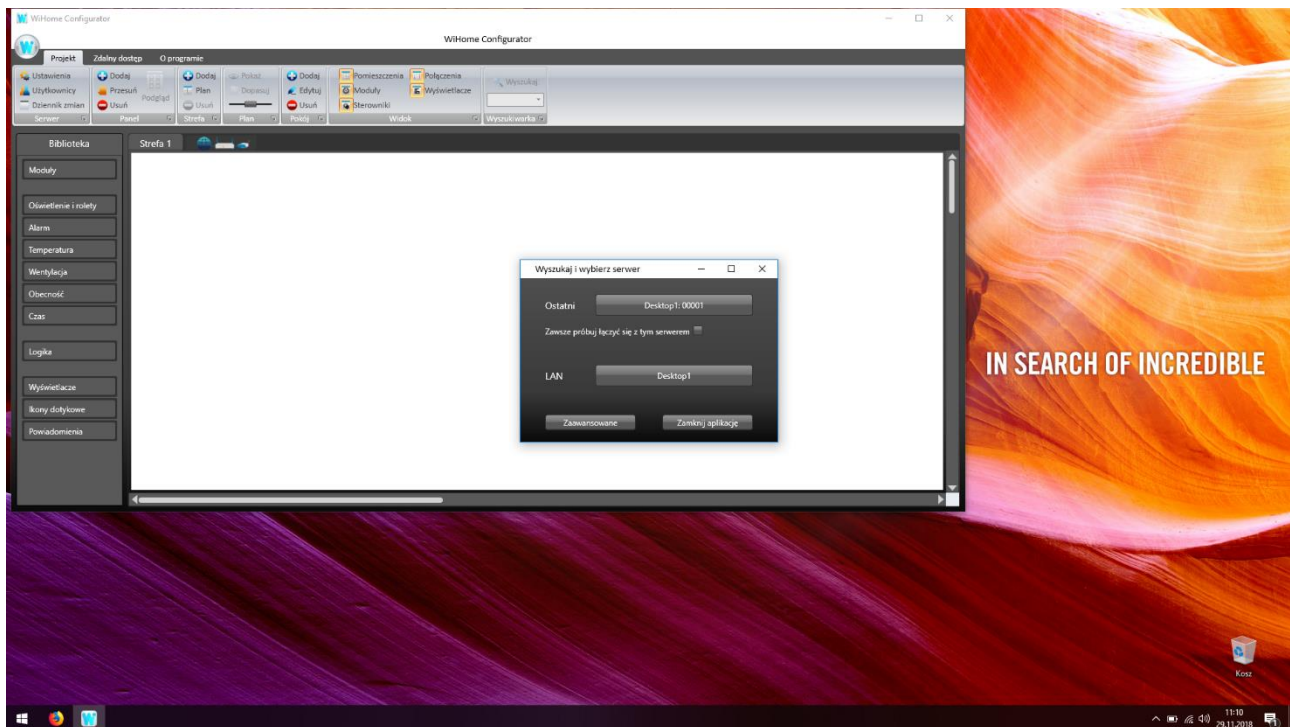 WiHome Configurator
WiHome Configurator
Projekt Zdalny dostęp O programie
Ustawienia
Użytkownicy
Dziennik zmian
Serwer
Dodaj
Przesuń
Usuń
Podgląd
Panel
Dodaj
Plan
Usuń
Strefa
Pokaż
Dopasuj
Plan
Dodaj
Edytuj
Usuń
Pokój
Pomieszczenia Połączenia
Moduły Wyświetlacze
Sterowniki
Widok
Wyszukaj
Wyszukiwarka
Biblioteka
Moduły
Oświetlenie i rolety
Alarm
Temperatura
Wentylacja
Obecność
Czas
Logika
Wyświetlacze
Ikony dotykowe
Powiadomienia
Strefa 1
Wyszukaj i wybierz serwer
Ostatni Desktop1: 00001
Zawsze próbuj łączyć się z tym serwerem
LAN Desktop1
Zaawansowane Zamknij aplikację
IN SEARCH OF INCREDIBLE
Kosz
11:10
29.11.2018